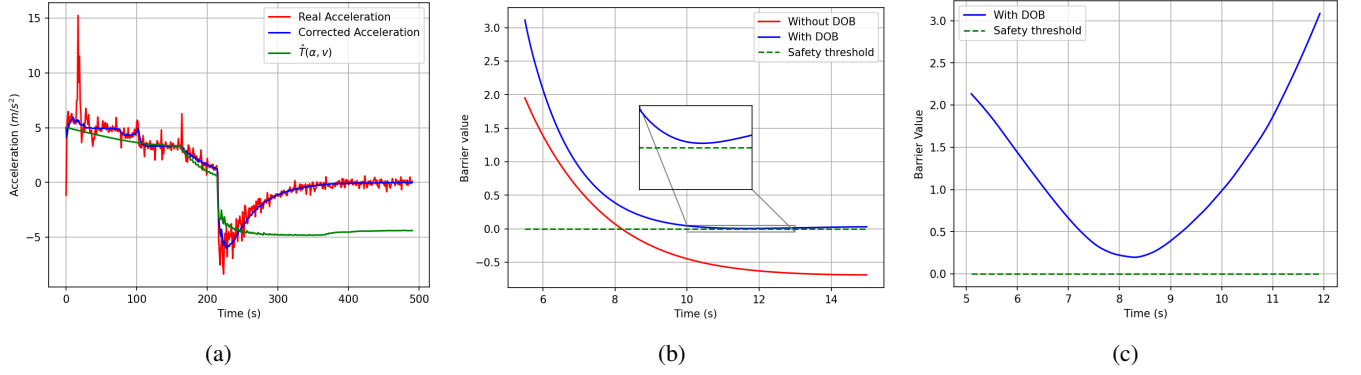 Real Acceleration
Corrected Acceleration
T̂(α, v)
15
10
5
0
−5
Acceleration (m/s²)
0 100 200 300 400 500
Time (s)
(a)
Without DOB
With DOB
Safety threshold
3.0
2.5
2.0
1.5
1.0
0.5
0.0
−0.5
Barrier value
6 8 10 12 14
Time (s)
(b)
With DOB
Safety threshold
3.0
2.5
2.0
1.5
1.0
0.5
0.0
Barrier Value
5 6 7 8 9 10 11 12
Time (s)
(c)